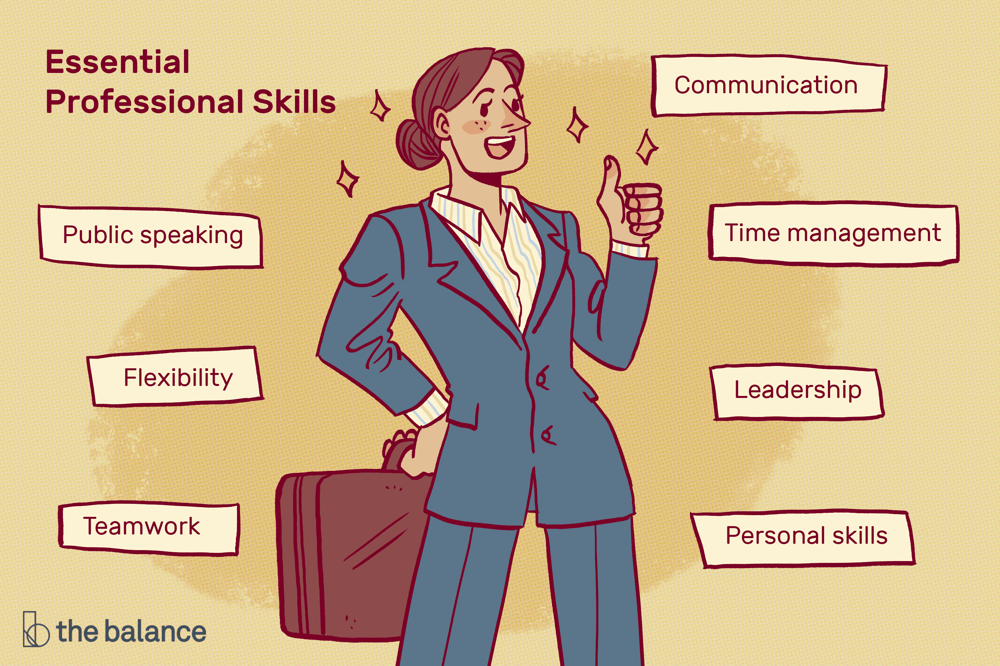 Essential
Professional Skills
Communication
Public speaking
Time management
Flexibility
Leadership
Teamwork
Personal skills
the balance